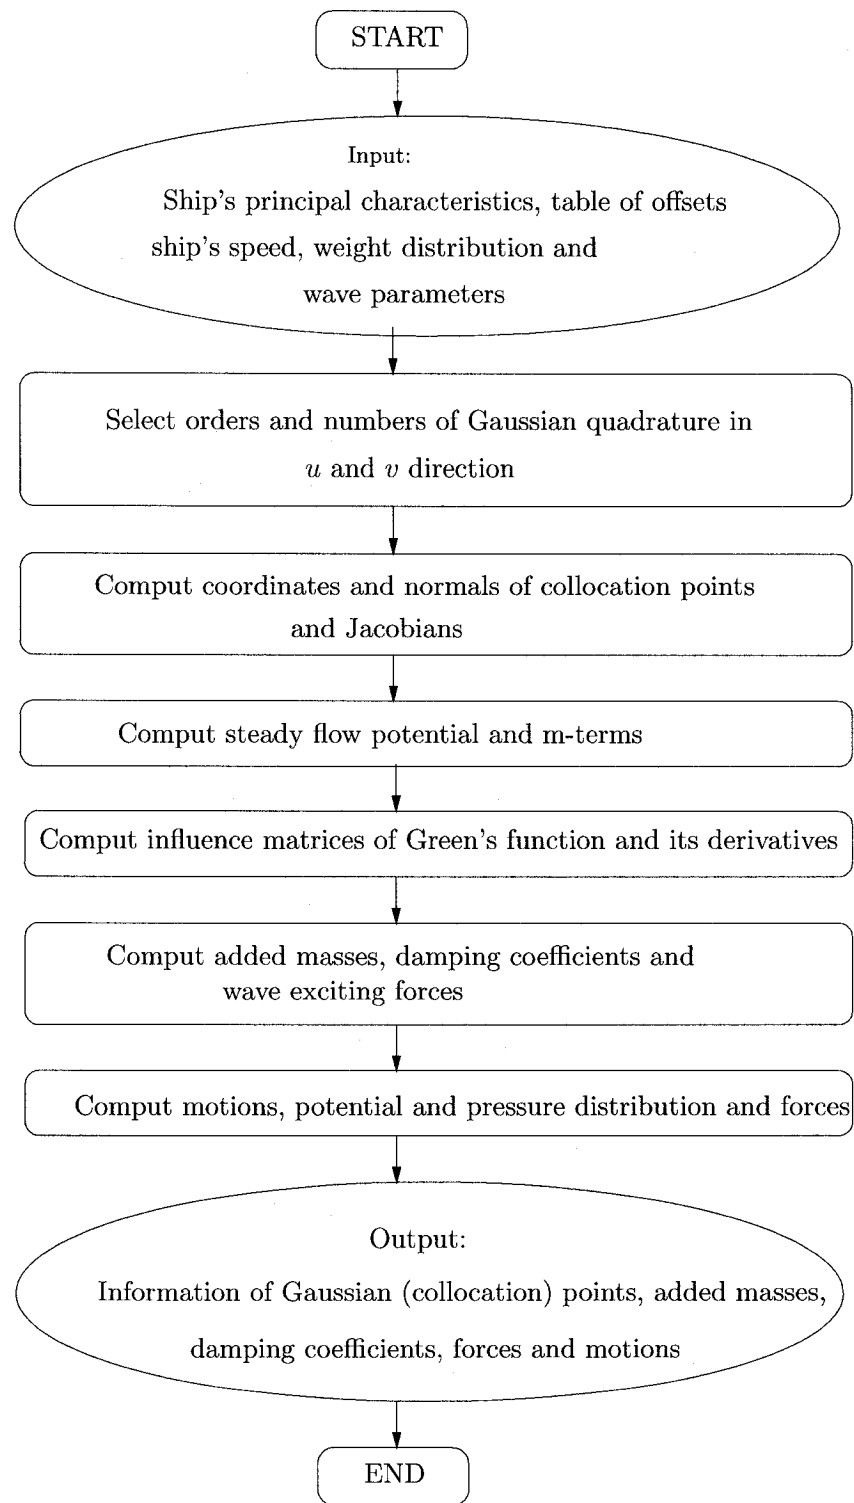 START
Input:
Ship's principal characteristics, table of offsets
ship's speed, weight distribution and
wave parameters
Select orders and numbers of Gaussian quadrature in
u and v direction
Comput coordinates and normals of collocation points
and Jacobians
Comput steady flow potential and m-terms
Comput influence matrices of Green's function and its derivatives
Comput added masses, damping coefficients and
wave exciting forces
Comput motions, potential and pressure distribution and forces
Output:
Information of Gaussian (collocation) points, added masses,
damping coefficients, forces and motions
END